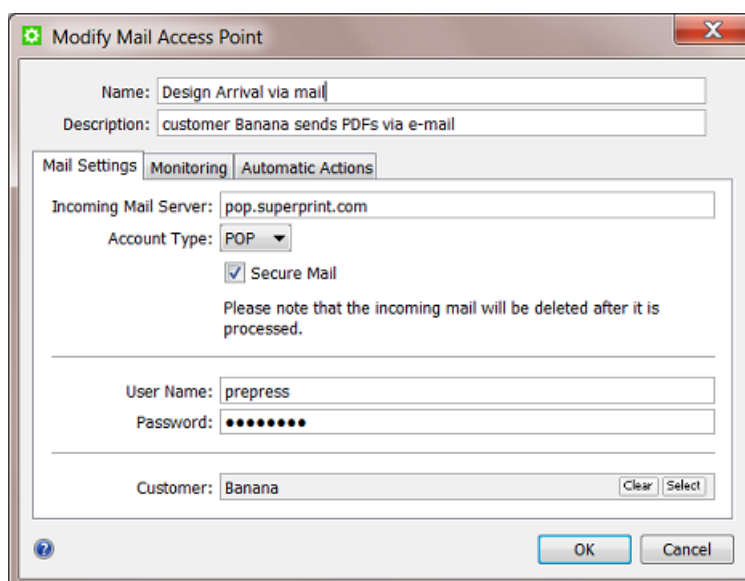 Modify Mail Access Point
Name: Design Arrival via mail
Description: customer Banana sends PDFs via e-mail
Mail Settings Monitoring Automatic Actions
Incoming Mail Server: pop.superprint.com
Account Type: POP
Secure Mail
Please note that the incoming mail will be deleted after it is
processed.
User Name: prepress
Password: ●●●●●●●●
Customer: Banana Clear Select
OK Cancel